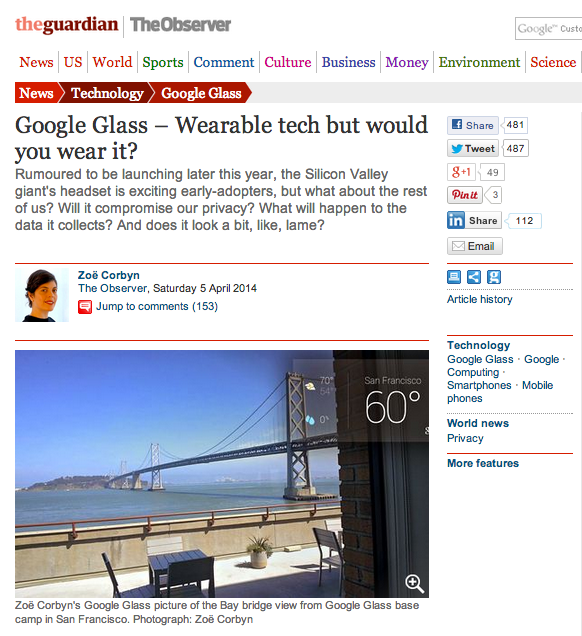 theguardian TheObserver
Google™ Custo
News US World Sports Comment Culture Business Money Environment Science
News Technology Google Glass
Google Glass – Wearable tech but would
you wear it?
Rumoured to be launching later this year, the Silicon Valley
giant's headset is exciting early-adopters, but what about the rest
of us? Will it compromise our privacy? What will happen to the
data it collects? And does it look a bit, like, lame?
Share 481
Tweet 487
g+1 49
Pin it 3
in Share 112
Email
Zoë Corbyn
The Observer, Saturday 5 April 2014
Jump to comments (153)
Article history
Technology
Google Glass · Google ·
Computing ·
Smartphones · Mobile
phones
World news
Privacy
More features
San Francisco
60°
70°
54°
0°
Zoë Corbyn's Google Glass picture of the Bay bridge view from Google Glass base
camp in San Francisco. Photograph: Zoë Corbyn